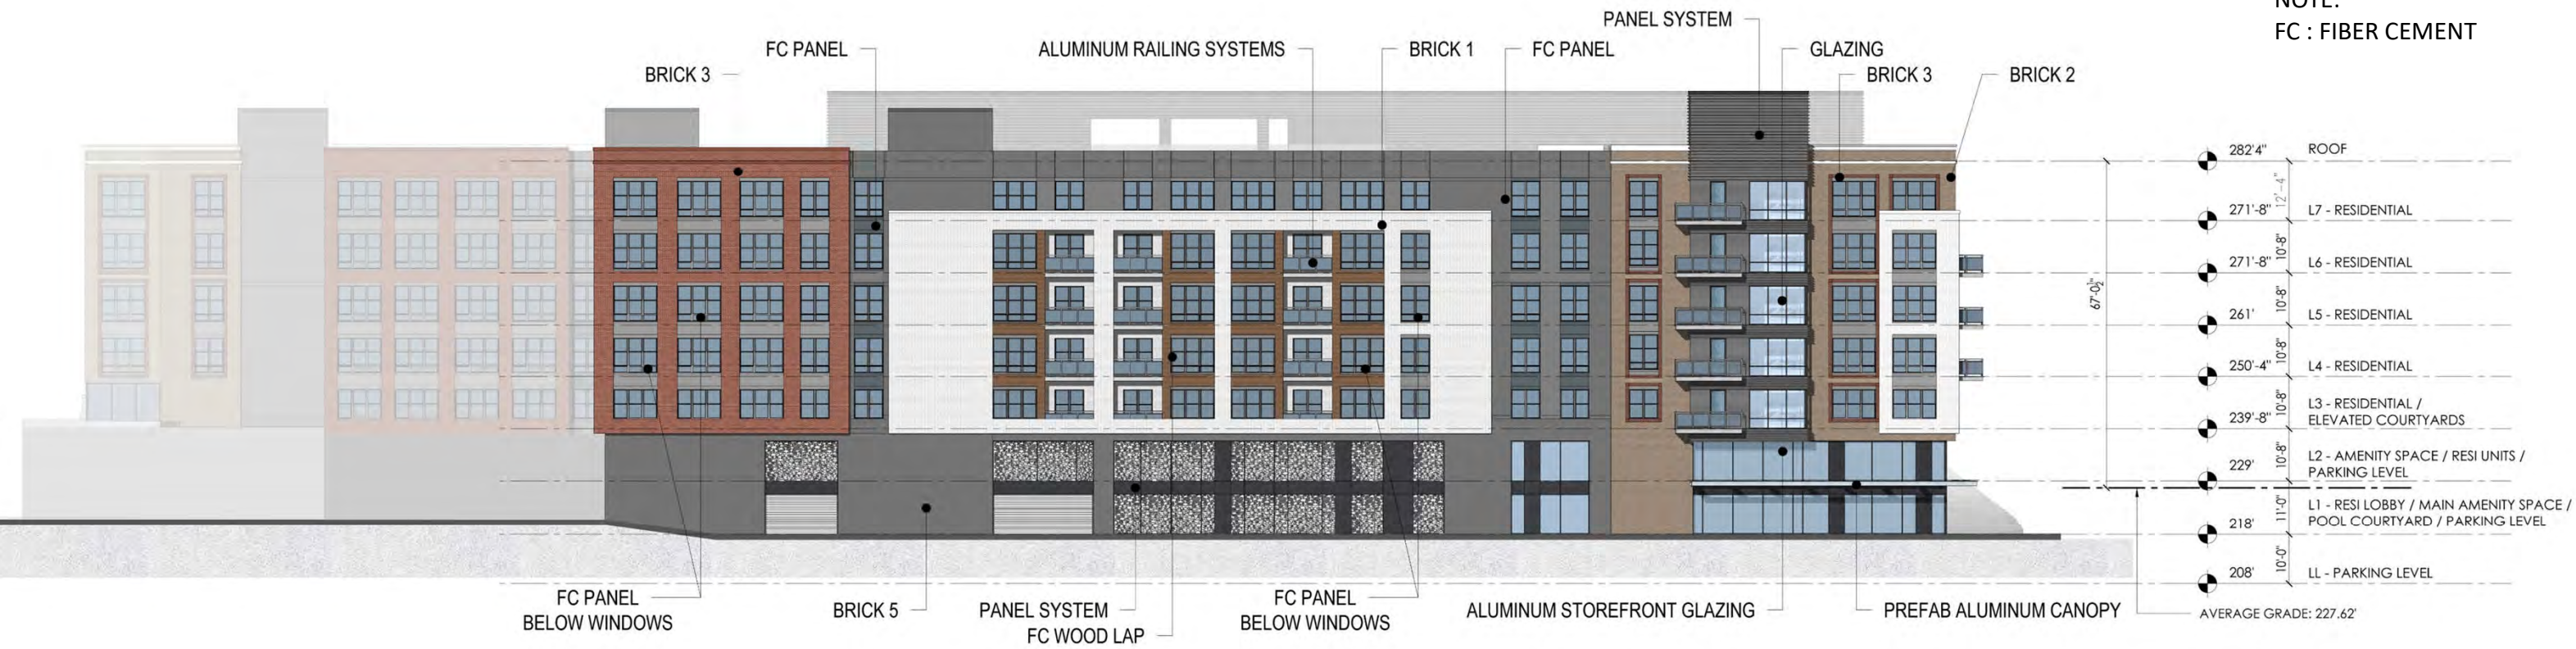 NOTE:
FC : FIBER CEMENT
PANEL SYSTEM
FC PANEL
ALUMINUM RAILING SYSTEMS
BRICK 1
FC PANEL
GLAZING
BRICK 3
BRICK 3
BRICK 2
282'4" ROOF
12'-4"
271'-8" L7 - RESIDENTIAL
10'-8"
271'-8" L6 - RESIDENTIAL
10'-8"
67'-0½"
261' L5 - RESIDENTIAL
10'-8"
250'-4" L4 - RESIDENTIAL
10'-8"
239'-8" L3 - RESIDENTIAL /
ELEVATED COURTYARDS
10'-8"
229' L2 - AMENITY SPACE / RESI UNITS /
PARKING LEVEL
11'-0"
218' L1 - RESI LOBBY / MAIN AMENITY SPACE /
POOL COURTYARD / PARKING LEVEL
10'-0"
208' LL - PARKING LEVEL
AVERAGE GRADE: 227.62'
FC PANEL
BELOW WINDOWS
BRICK 5
PANEL SYSTEM
FC WOOD LAP
FC PANEL
BELOW WINDOWS
ALUMINUM STOREFRONT GLAZING
PREFAB ALUMINUM CANOPY